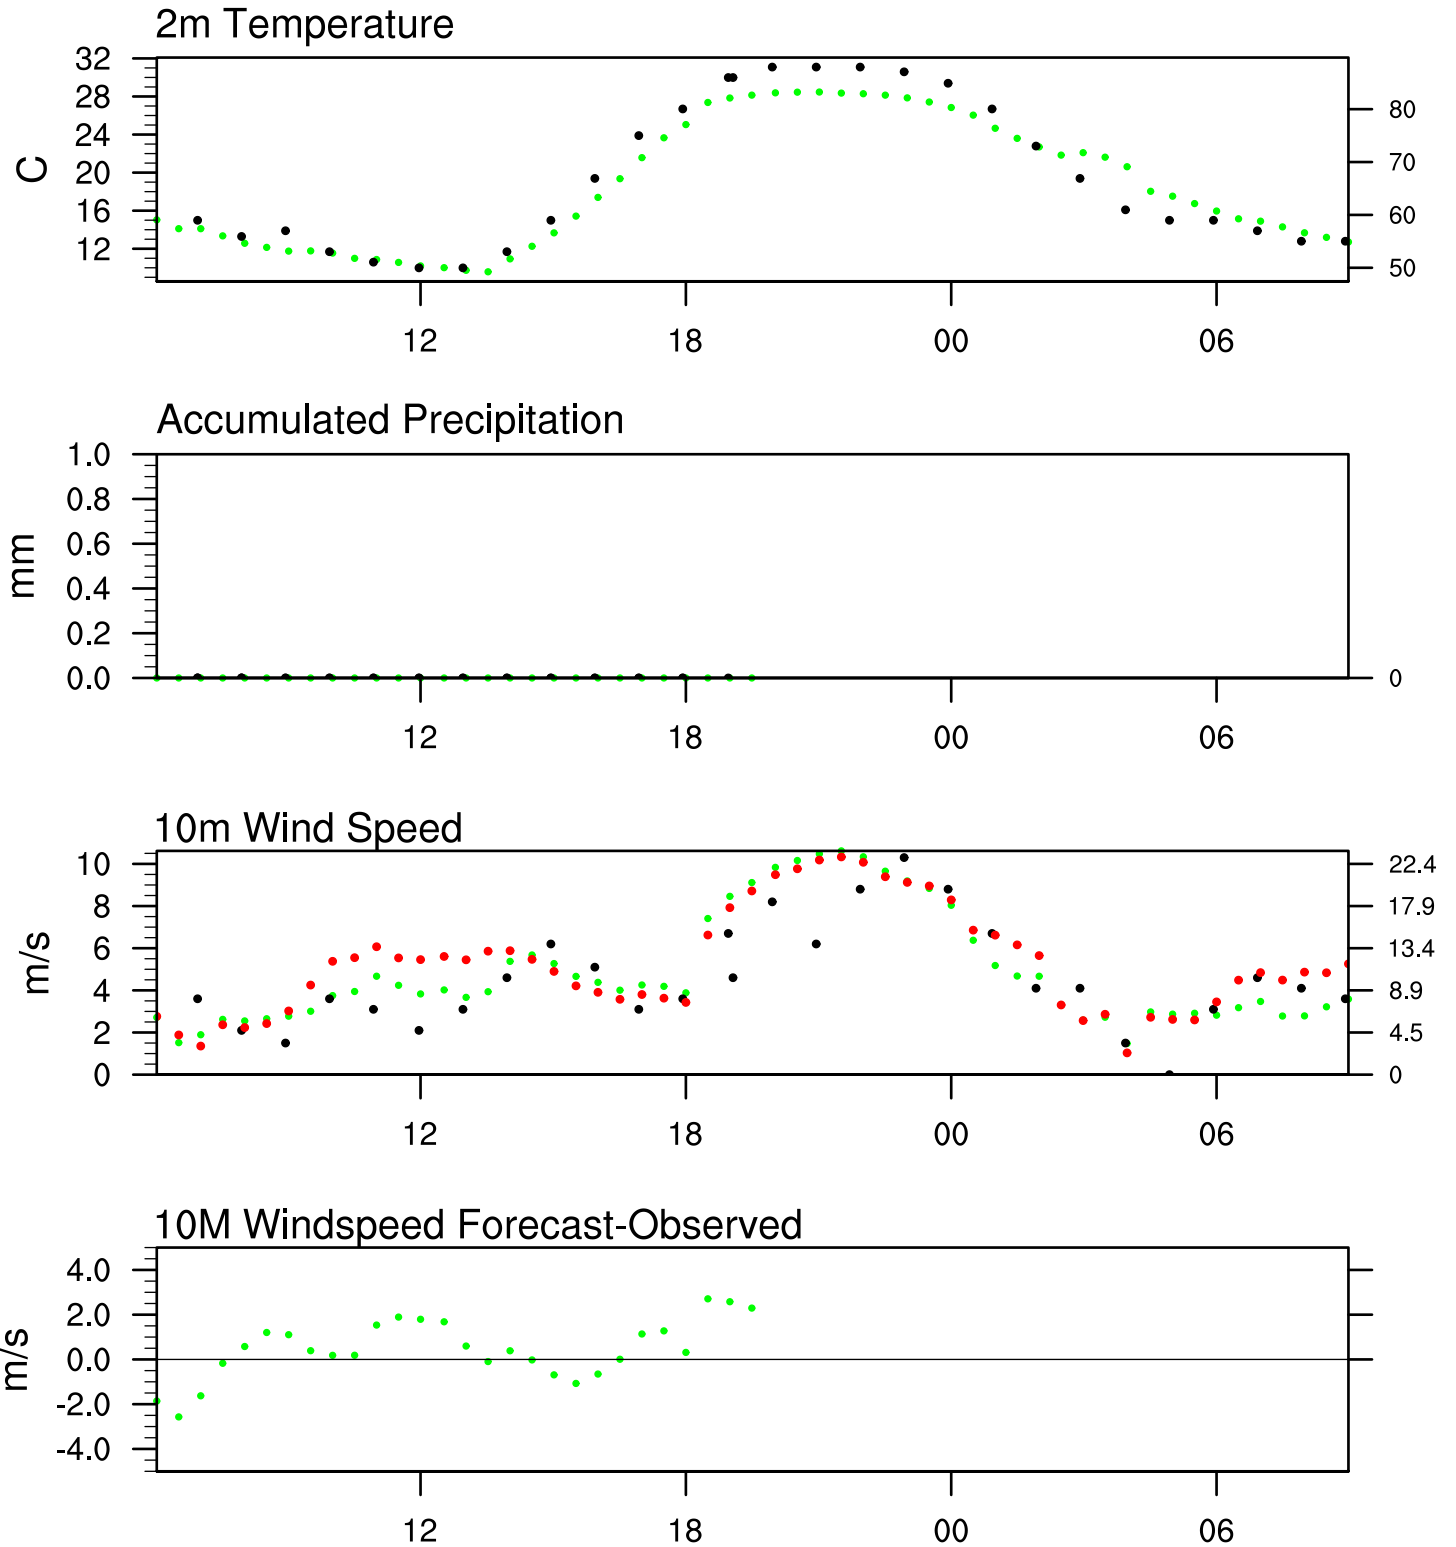 2m Temperature
32
28
24
20
16
12
C
80
70
60
50
12 18 00 06
Accumulated Precipitation
1.0
0.8
0.6
0.4
0.2
0.0
mm
0
12 18 00 06
10m Wind Speed
10
8
6
4
2
0
m/s
22.4
17.9
13.4
8.9
4.5
0
12 18 00 06
10M Windspeed Forecast-Observed
4.0
2.0
0.0
-2.0
-4.0
m/s
12 18 00 06